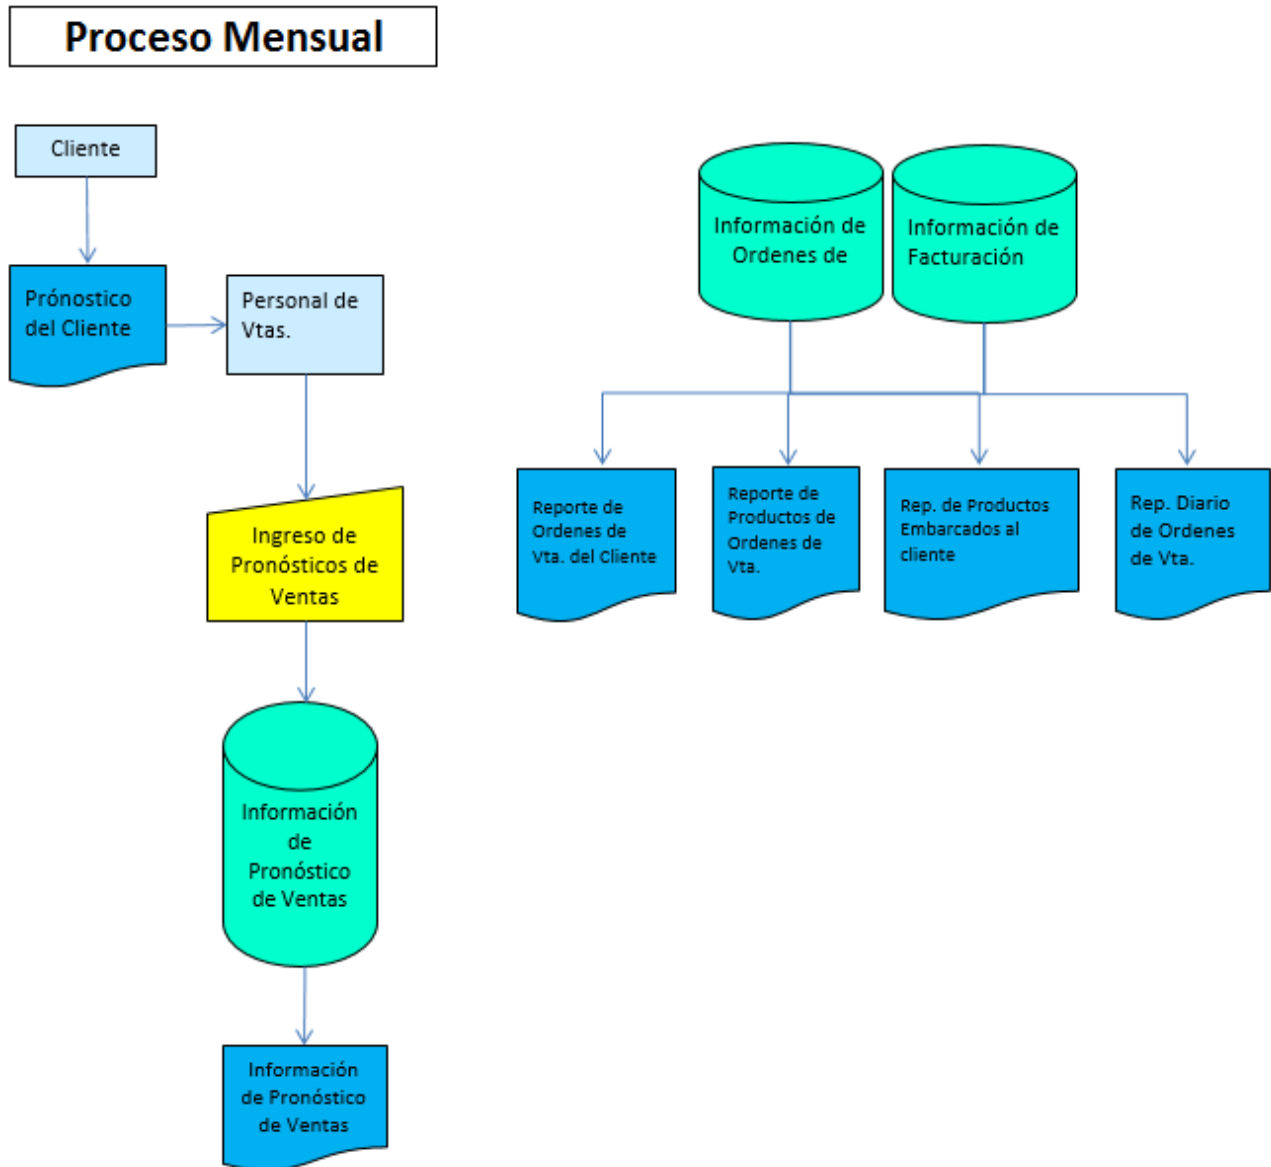 Proceso Mensual
Cliente
Prónostico
del Cliente
Personal de
Vtas.
Ingreso de
Pronósticos de
Ventas
Información
de
Pronóstico
de Ventas
Información
de Pronóstico
de Ventas
Información de
Ordenes de
Información de
Facturación
Reporte de
Ordenes de
Vta. del Cliente
Reporte de
Productos de
Ordenes de
Vta.
Rep. de Productos
Embarcados al
cliente
Rep. Diario
de Ordenes
de Vta.